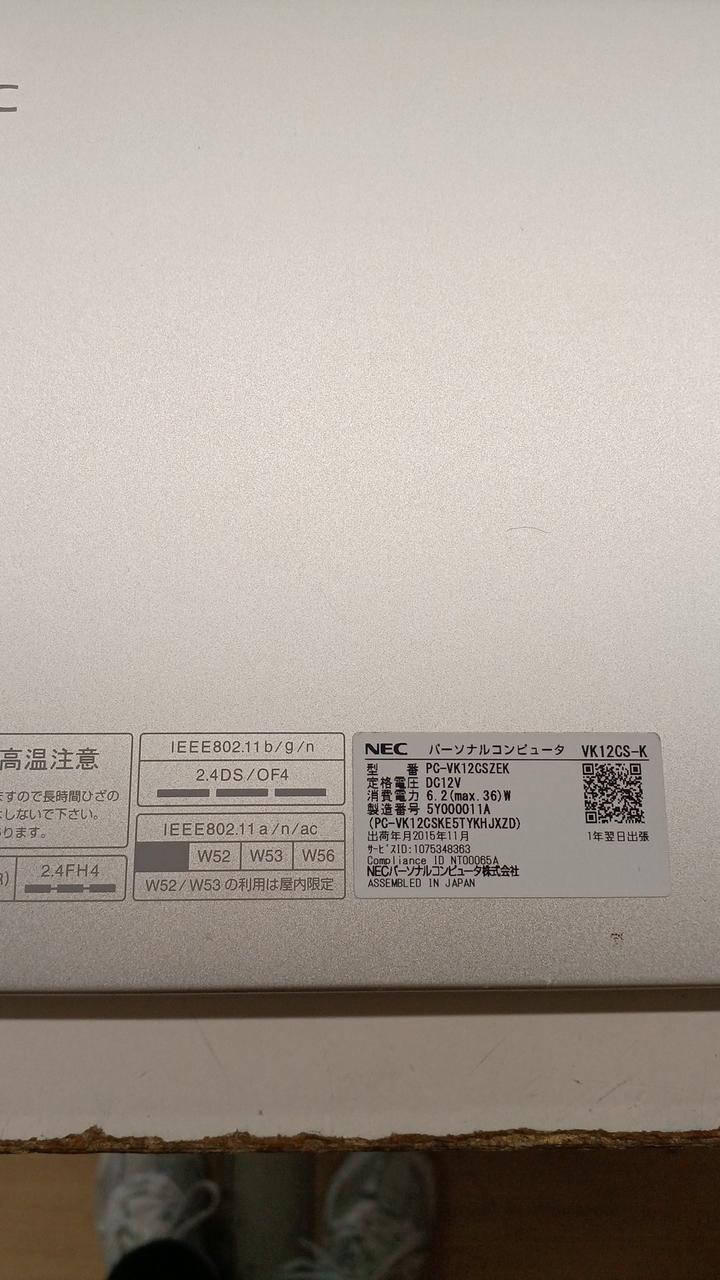 C
高温注意
ますので長時間ひざの
しないで下さい。
ります。
R)
2.4FH4
IEEE802.11b/g/n
2.4DS/OF4
IEEE802.11a/n/ac
W52 W53 W56
W52/W53の利用は屋内限定
NEC パーソナルコンピュータ VK12CS-K
型 番 PC-VK12CSZEK
定格電圧 DC12V
消費電力 6.2(max.36)W
製造番号 5Y000011A
(PC-VK12CSKE5TYKHJXZD)
出荷年月2015年11月
1年翌日出張
ｻｰﾋﾞｽID:1075348363
Compliance ID NT00065A
NECパーソナルコンピュータ株式会社
ASSEMBLED IN JAPAN